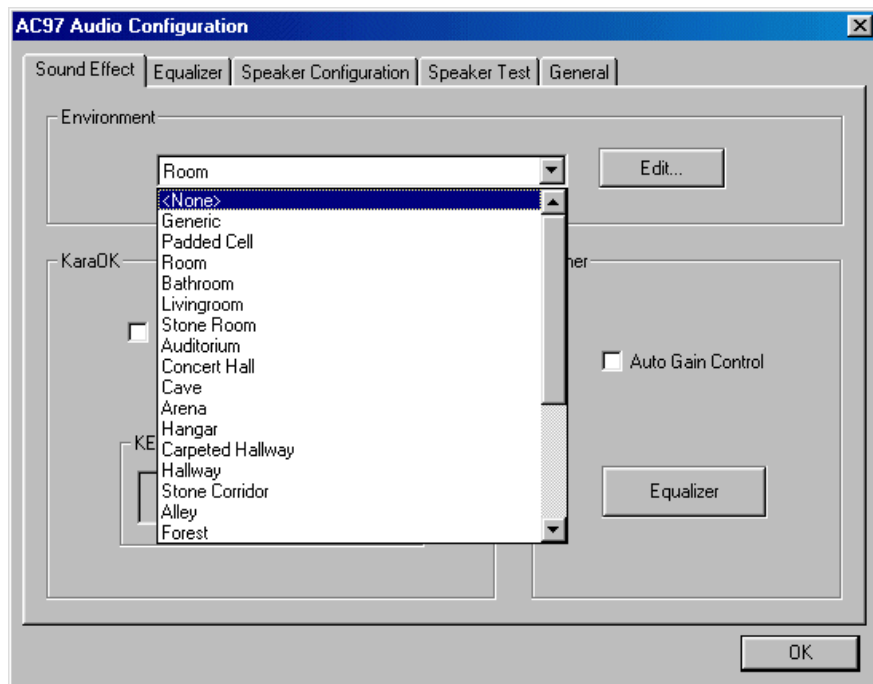 AC97 Audio Configuration
Sound Effect Equalizer Speaker Configuration Speaker Test General
Environment
Room
Edit...
<None>
Generic
Padded Cell
Room
Bathroom
Livingroom
Stone Room
Auditorium
Concert Hall
Cave
Arena
Hangar
Carpeted Hallway
Hallway
Stone Corridor
Alley
Forest
KaraOK
KE
her
Auto Gain Control
Equalizer
OK